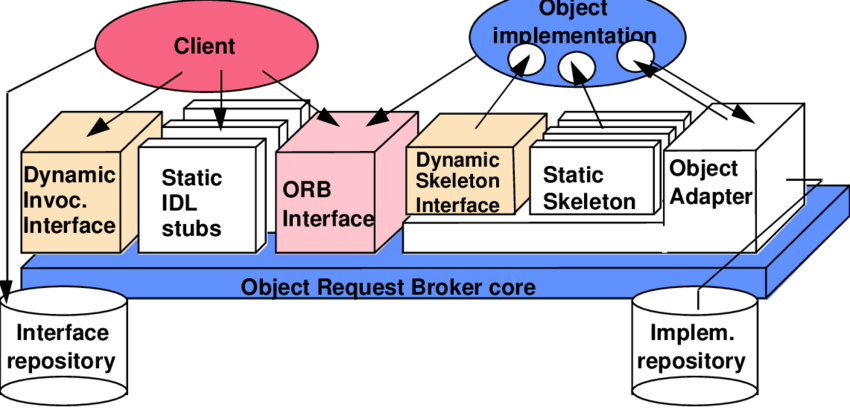 Client
Object
implementation
Dynamic
Invoc.
Interface
Static
IDL
stubs
ORB
Interface
Dynamic
Skeleton
Interface
Static
Skeleton
Object
Adapter
Object Request Broker core
Interface
repository
Implem.
repository